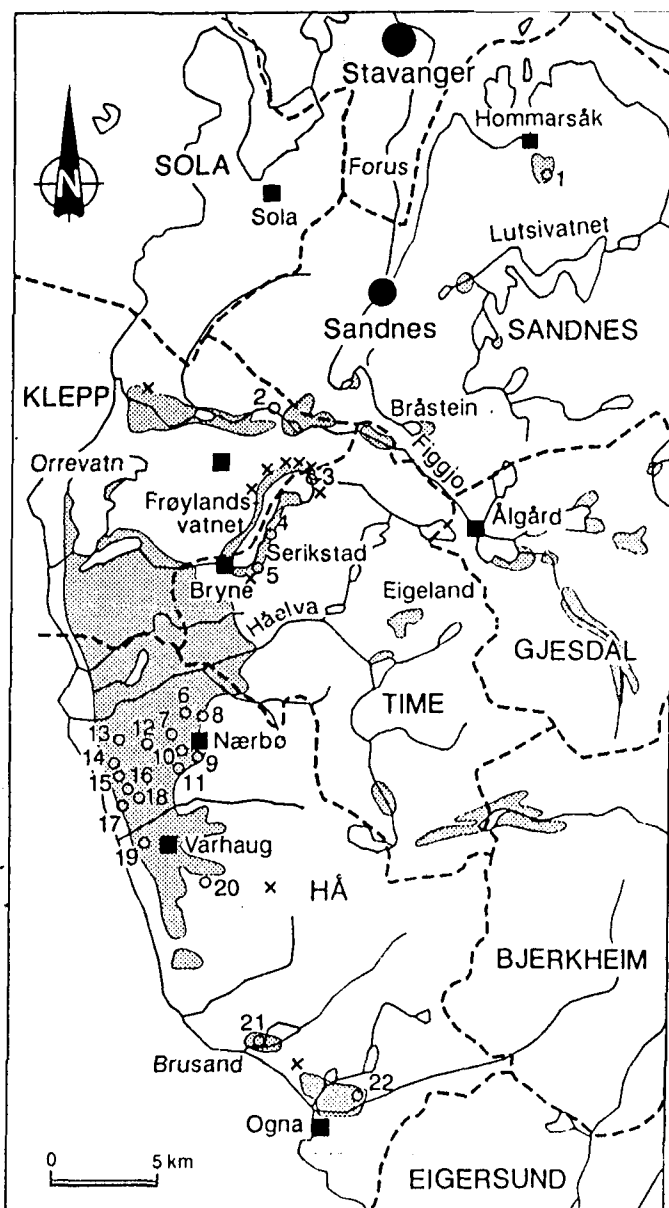 Stavanger
Hommarsåk
N
SOLA
Forus
1
Sola
Lutsivatnet
Sandnes
SANDNES
KLEPP
2
Bråstein
Figgjo
Orrevatn
3
Frøylands-
vatnet
Ålgård
4
Serikstad
5
Bryne
Eigeland
Håelva
GJESDAL
6
8
TIME
7
13
12
Nærbø
10
9
14
11
16
15
18
17
19
Varhaug
20
HÅ
BJERKHEIM
21
Brusand
22
Ogna
0 5 km
EIGERSUND